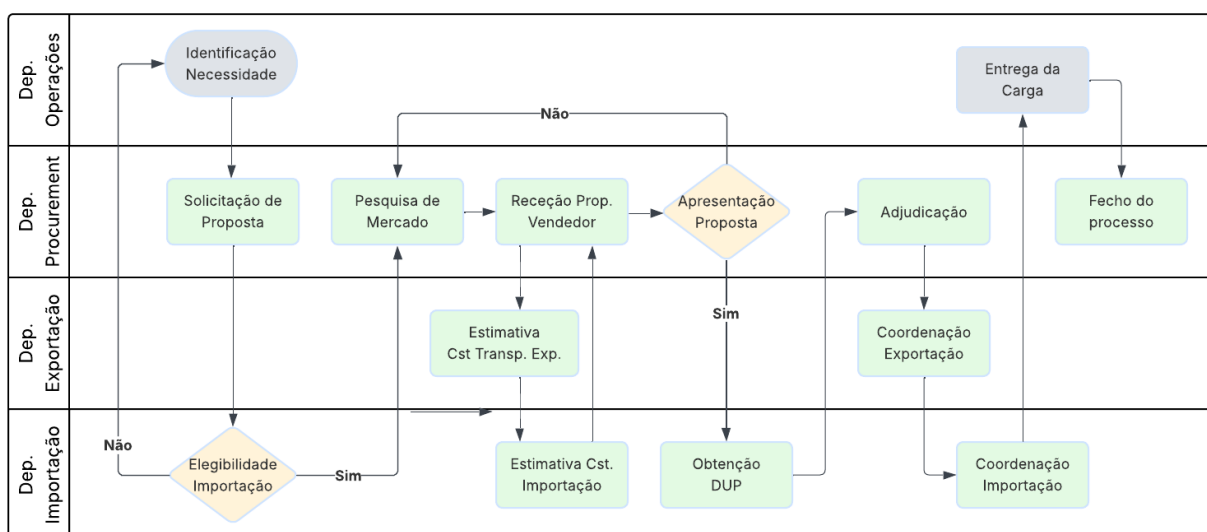 Dep.
Operações
Identificação
Necessidade
Entrega da
Carga
Não
Dep.
Procurement
Solicitação de
Proposta
Pesquisa de
Mercado
Receção Prop.
Vendedor
Apresentação
Proposta
Adjudicação
Fecho do
processo
Dep.
Exportação
Estimativa
Cst Transp. Exp.
Sim
Coordenação
Exportação
Dep.
Importação
Não
Elegibilidade
Importação
Sim
Estimativa Cst.
Importação
Obtenção
DUP
Coordenação
Importação